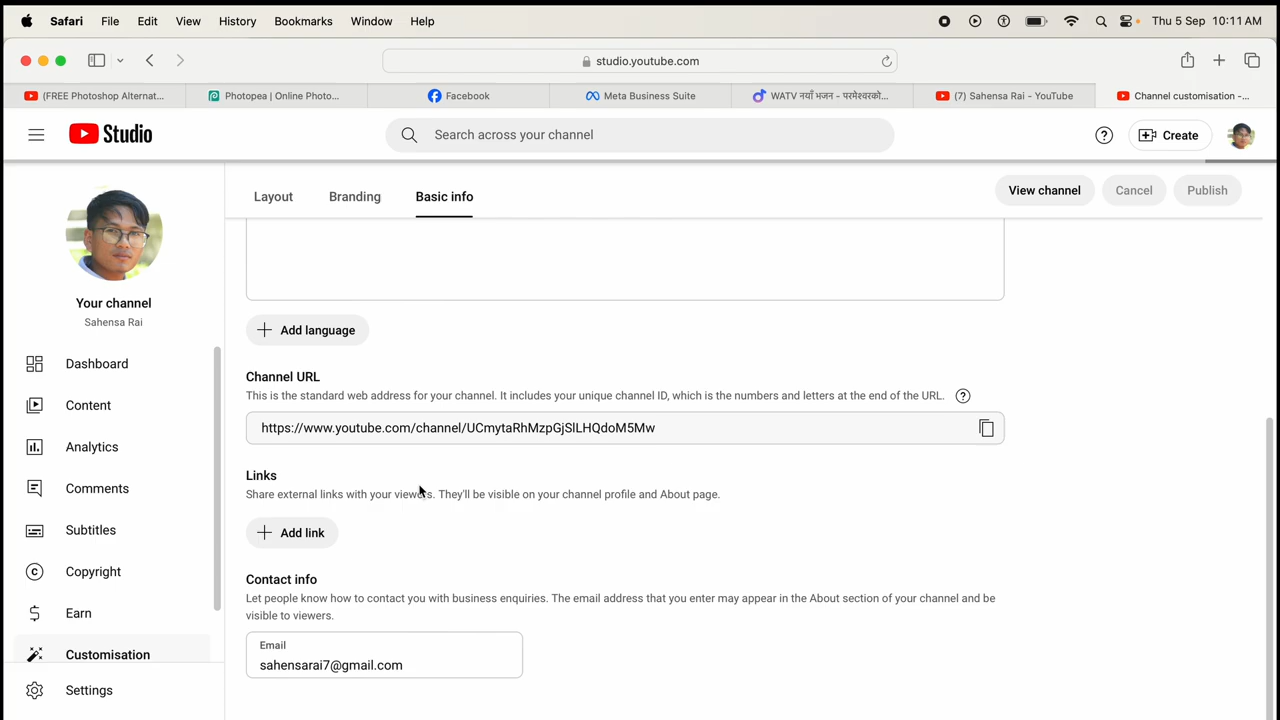 Safari File Edit View History Bookmarks Window Help Thu 5 Sep 10:11 AM
studio.youtube.com
(FREE Photoshop Alternat... Photopea | Online Photo... Facebook Meta Business Suite WATV नयाँ भजन - परमेश्वरको... (7) Sahensa Rai - YouTube Channel customisation -...
Studio Search across your channel Create
Layout Branding Basic info View channel Cancel Publish
Your channel
Sahensa Rai
Dashboard
Content
Analytics
Comments
Subtitles
Copyright
Earn
Customisation
Settings
Add language
Channel URL
This is the standard web address for your channel. It includes your unique channel ID, which is the numbers and letters at the end of the URL.
https://www.youtube.com/channel/UCmytaRhMzpGjSlLHQdoM5Mw
Links
Share external links with your viewers. They'll be visible on your channel profile and About page.
Add link
Contact info
Let people know how to contact you with business enquiries. The email address that you enter may appear in the About section of your channel and be
visible to viewers.
Email
sahensarai7@gmail.com